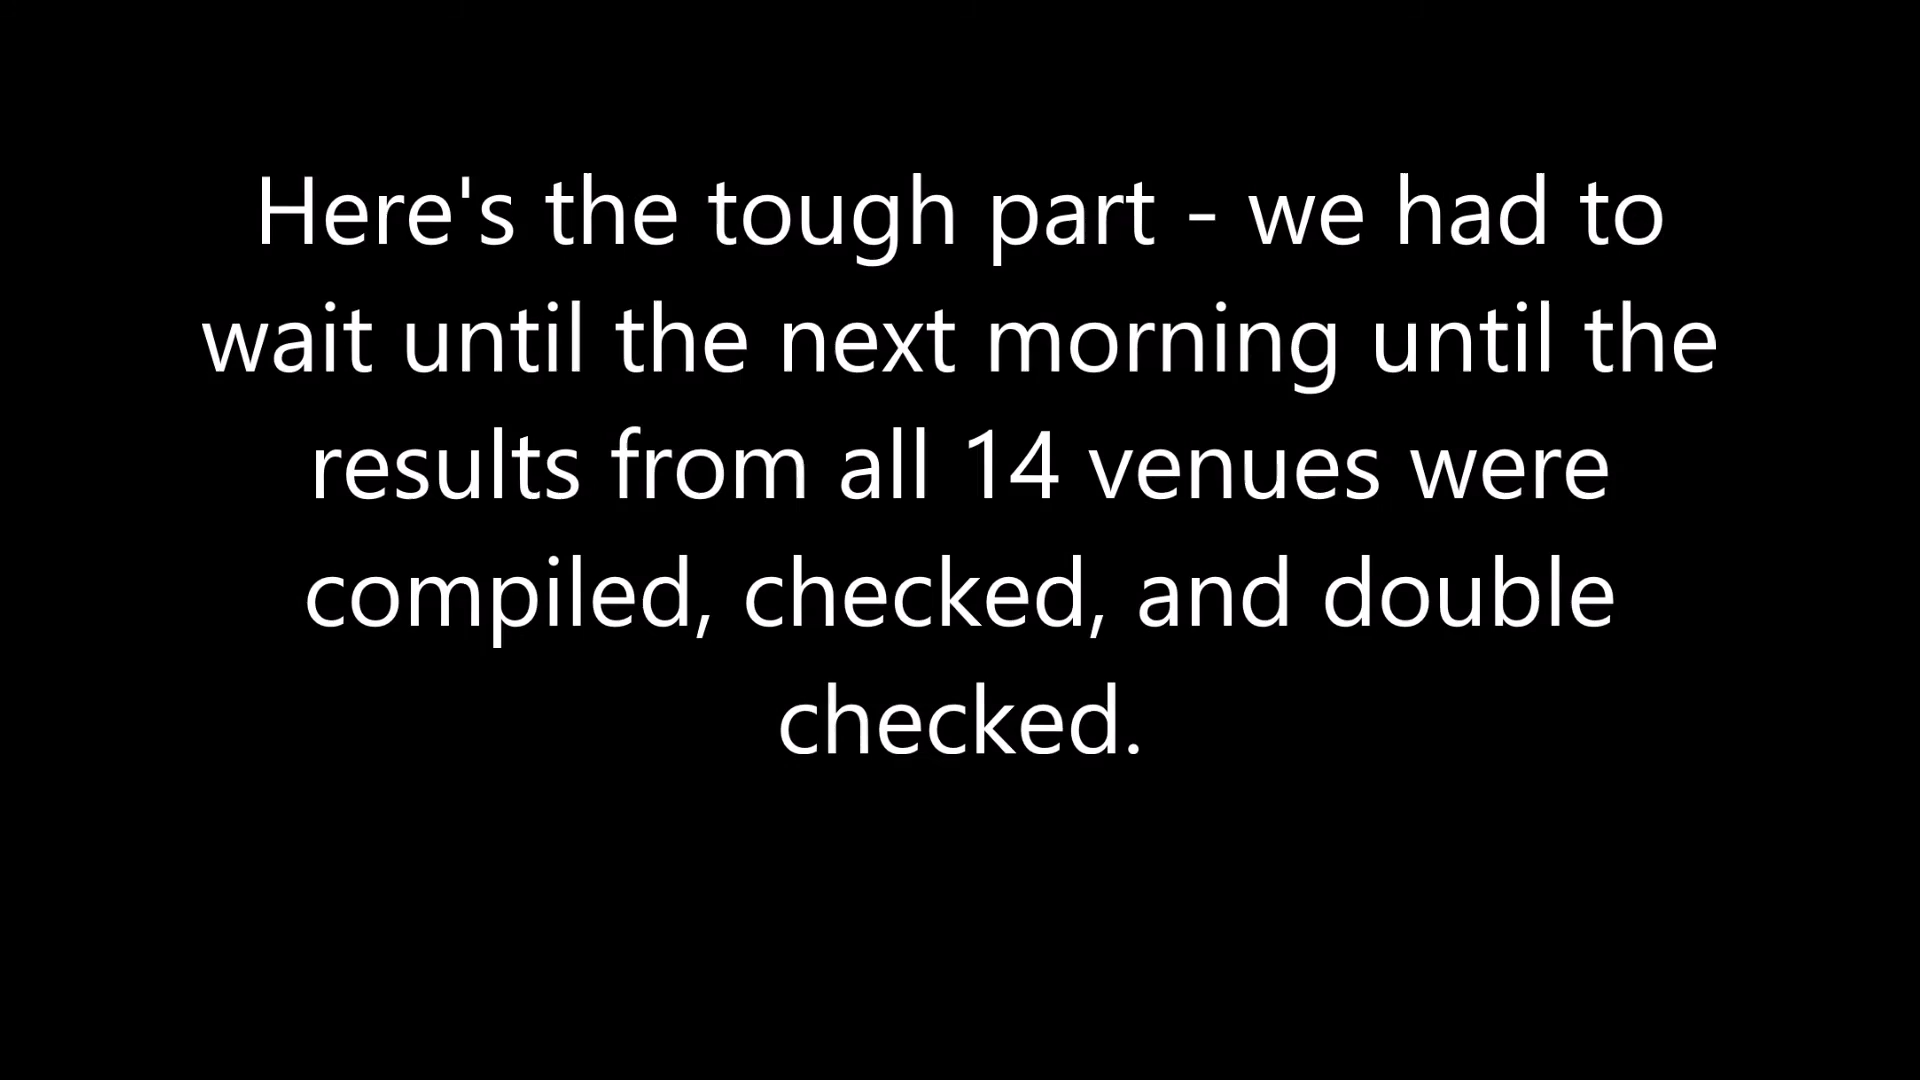 Here's the tough part - we had to
wait until the next morning until the
results from all 14 venues were
compiled, checked, and double
checked.